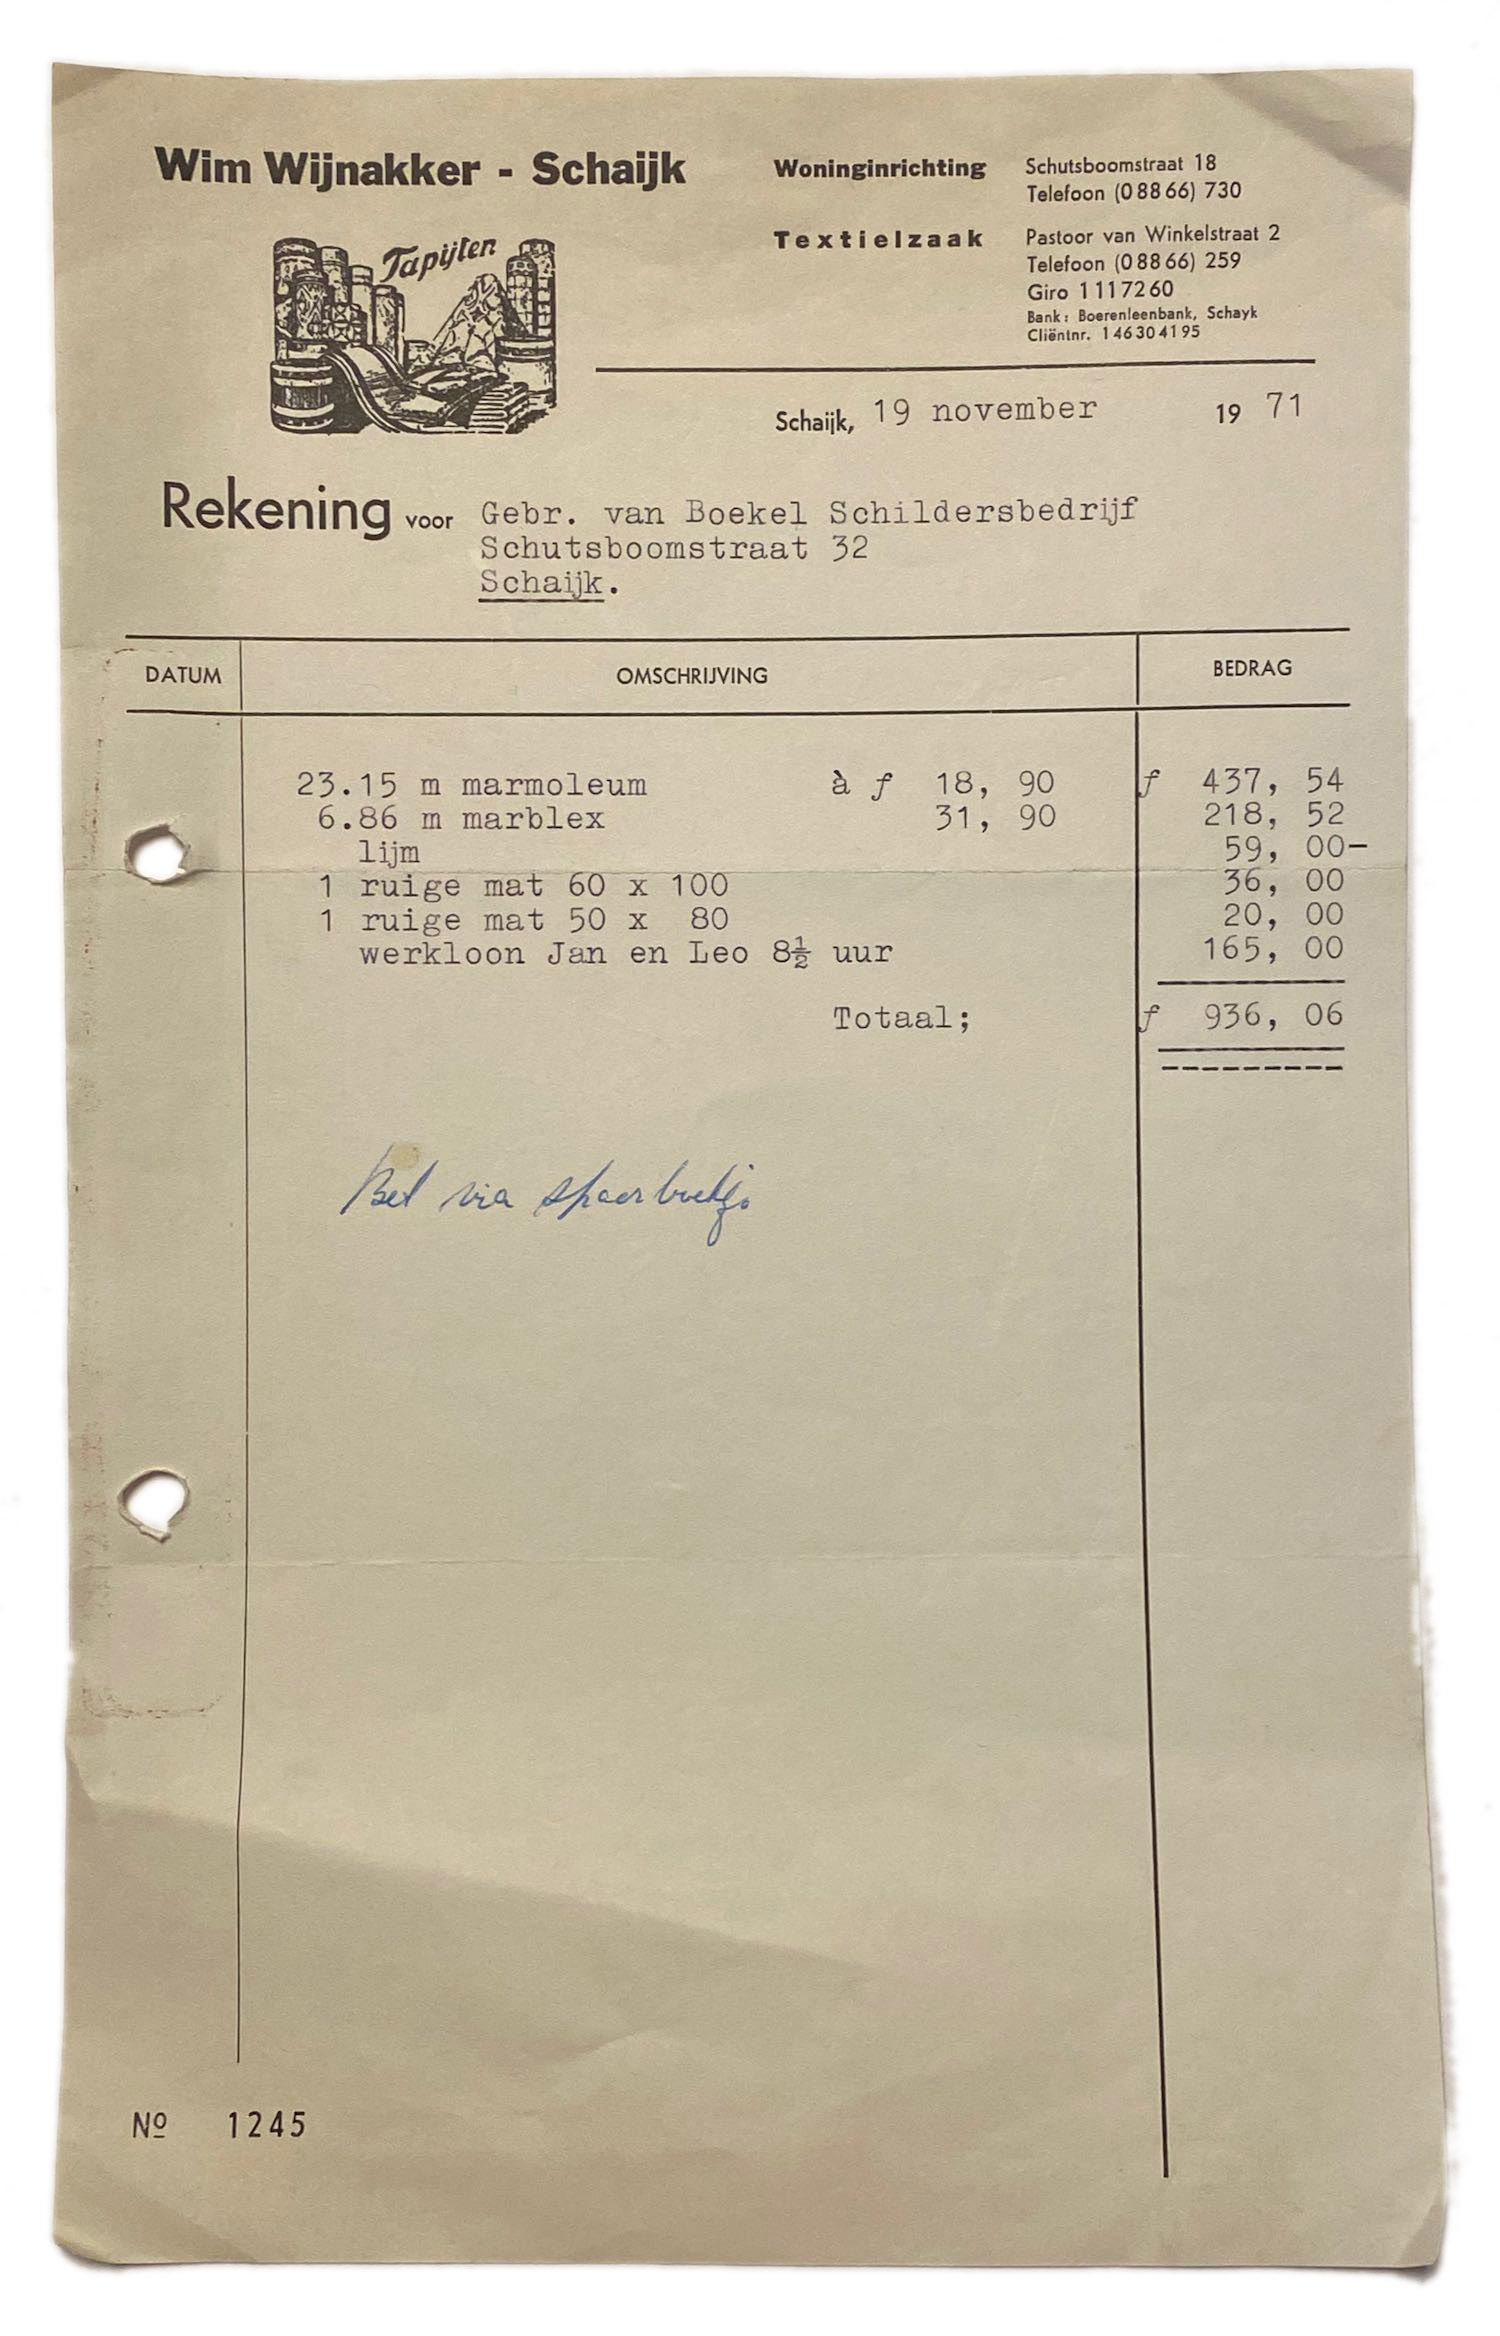 Wim Wijnakker - Schaijk
Tapijten
Woninginrichting Schutsboomstraat 18
Telefoon (08866) 730
Textielzaak Pastoor van Winkelstraat 2
Telefoon (08866) 259
Giro 1117260
Bank: Boerenleenbank, Schayk
Cliëntnr. 146304195
Schaijk, 19 november 19 71
Rekening voor Gebr. van Boekel Schildersbedrijf
Schutsboomstraat 32
Schaijk.
DATUM OMSCHRIJVING BEDRAG
23.15 m marmoleum à ƒ 18, 90 ƒ 437, 54
6.86 m marblex 31, 90 218, 52
lijm 59, 00-
1 ruige mat 60 x 100 36, 00
1 ruige mat 50 x 80 20, 00
werkloon Jan en Leo 8½ uur 165, 00
Totaal; ƒ 936, 06
Bet via spaarboekje
Nº 1245